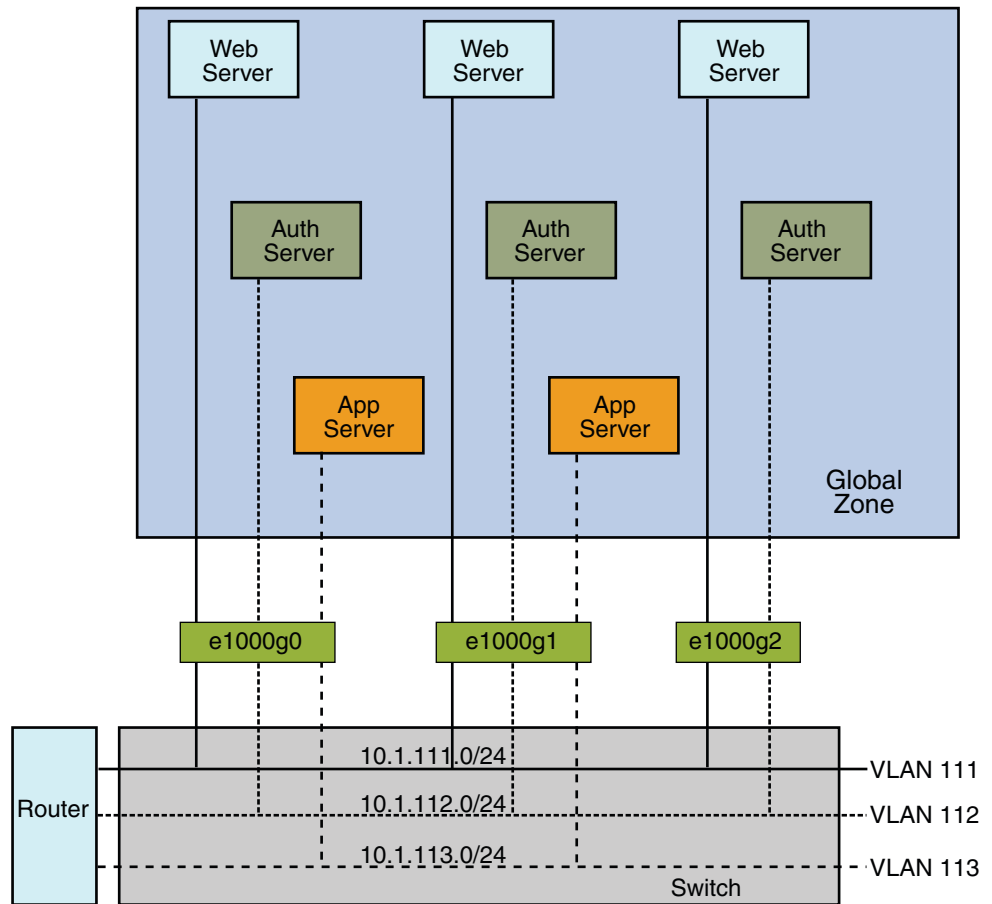 Web
Server
Web
Server
Web
Server
Auth
Server
Auth
Server
Auth
Server
App
Server
App
Server
Global
Zone
e1000g0
e1000g1
e1000g2
10.1.111.0/24
VLAN 111
Router
10.1.112.0/24
VLAN 112
10.1.113.0/24
VLAN 113
Switch